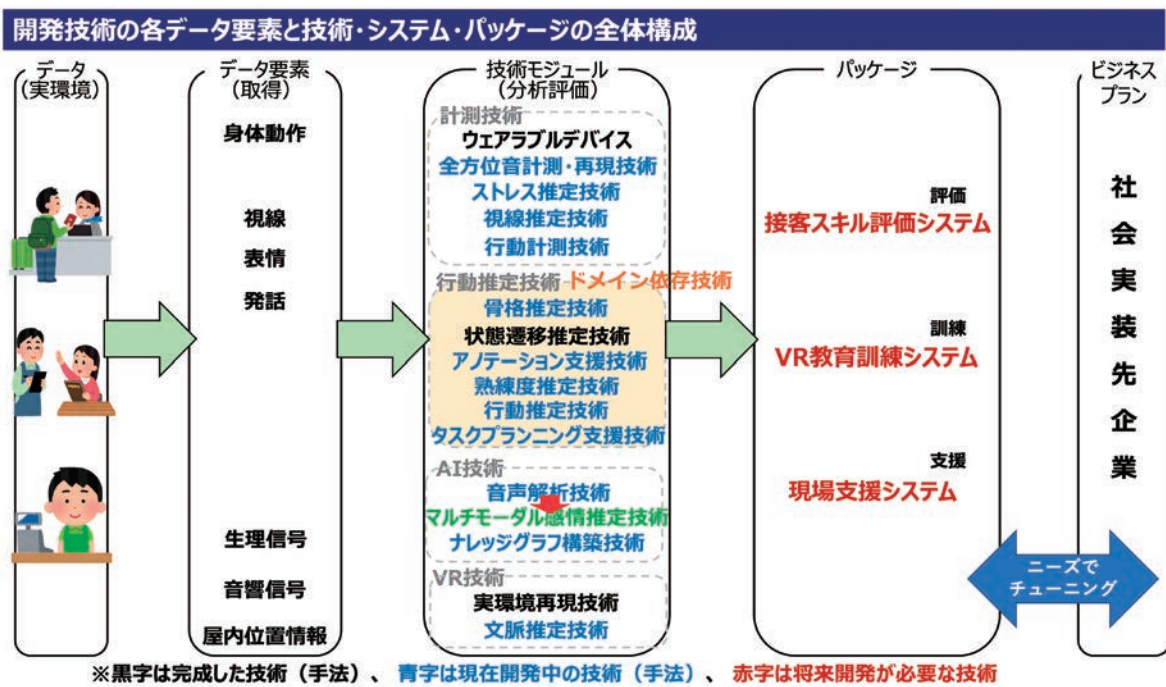 開発技術の各データ要素と技術・システム・パッケージの全体構成
データ
（実環境）
データ要素
（取得）
身体動作
視線
表情
発話
生理信号
音響信号
屋内位置情報
技術モジュール
（分析評価）
計測技術
ウェアラブルデバイス
全方位音計測・再現技術
ストレス推定技術
視線推定技術
行動計測技術
行動推定技術 ドメイン依存技術
骨格推定技術
状態遷移推定技術
アノテーション支援技術
熟練度推定技術
行動推定技術
タスクプランニング支援技術
AI技術
音声解析技術
マルチモーダル感情推定技術
ナレッジグラフ構築技術
VR技術
実環境再現技術
文脈推定技術
パッケージ
評価
接客スキル評価システム
訓練
VR教育訓練システム
支援
現場支援システム
ビジネス
プラン
社会実装先企業
ニーズで
チューニング
※黒字は完成した技術（手法）、 青字は現在開発中の技術（手法）、 赤字は将来開発が必要な技術